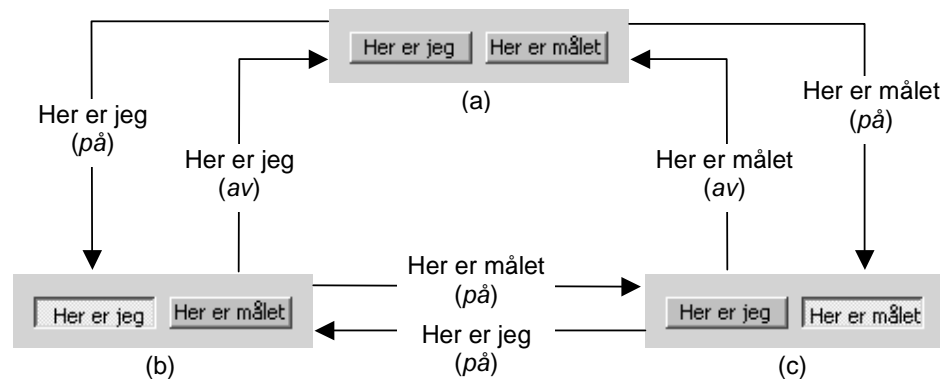 Her er jeg Her er målet
(a)
Her er jeg
(på)
Her er målet
(på)
Her er jeg
(av)
Her er målet
(av)
Her er målet
(på)
Her er jeg Her er målet
Her er jeg
(på)
Her er jeg Her er målet
(b)
(c)